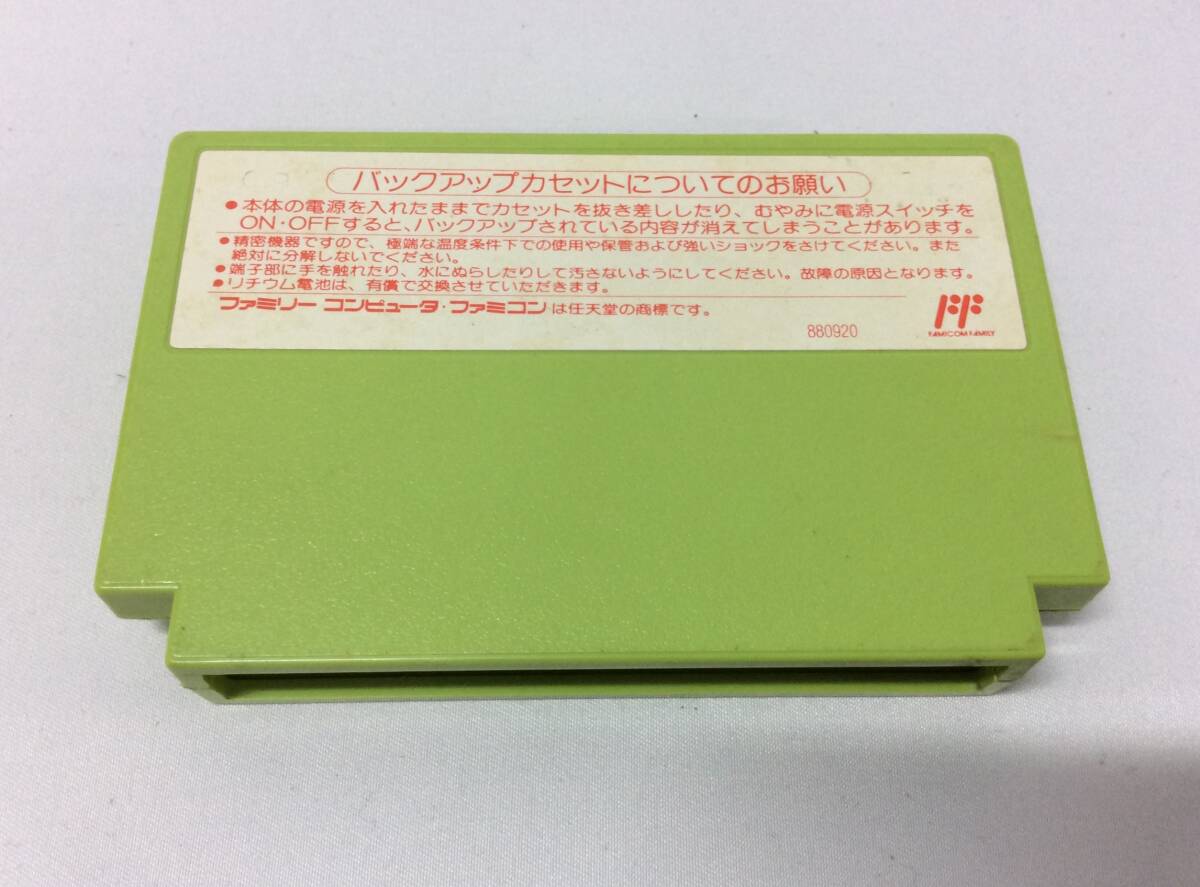 バックアップカセットについてのお願い
●本体の電源を入れたままでカセットを抜き差ししたり、むやみに電源スイッチを
ON・OFFすると、バックアップされている内容が消えてしまうことがあります。
●精密機器ですので、極端な温度条件下での使用や保管および強いショックをさけてください。また
絶対に分解しないでください。
●端子部に手を触れたり、水にぬらしたりして汚さないようにしてください。故障の原因となります。
●リチウム電池は、有償で交換させていただきます。
ファミリーコンピュータ・ファミコンは任天堂の商標です。
880920
FAMICOM FAMILY